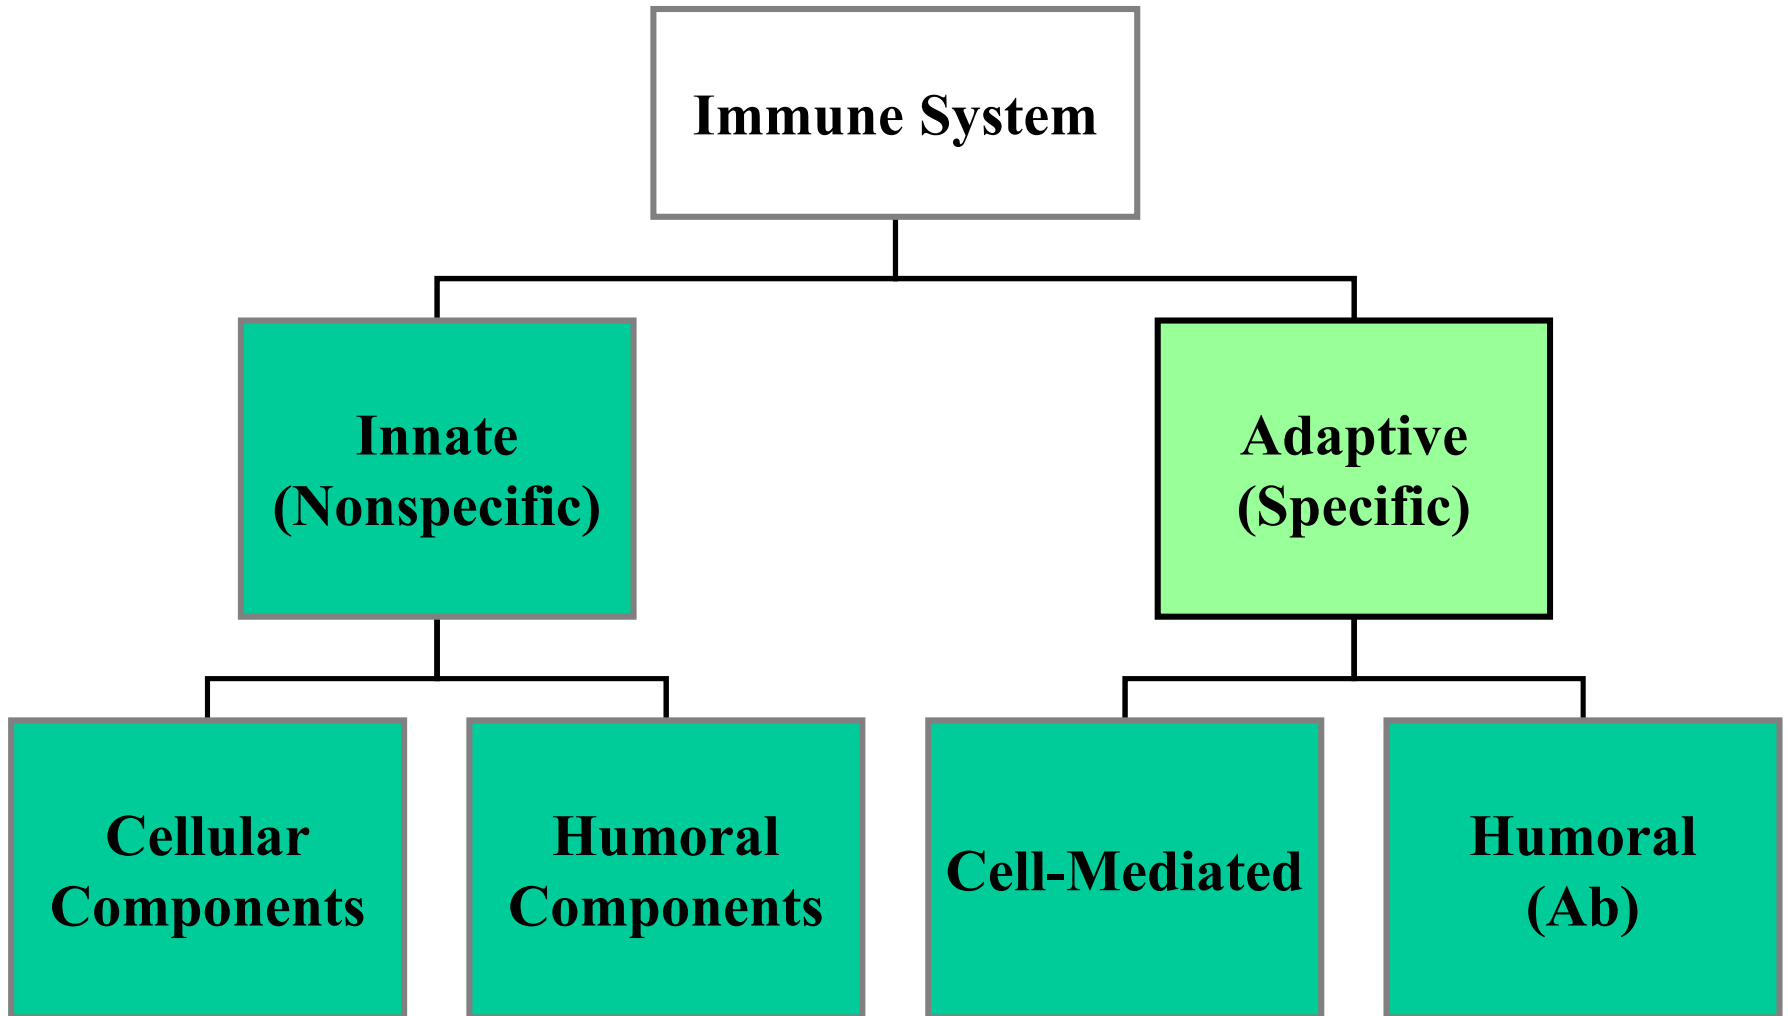 Immune System
Innate
(Nonspecific)
Adaptive
(Specific)
Cellular
Components
Humoral
Components
Cell-Mediated
Humoral
(Ab)